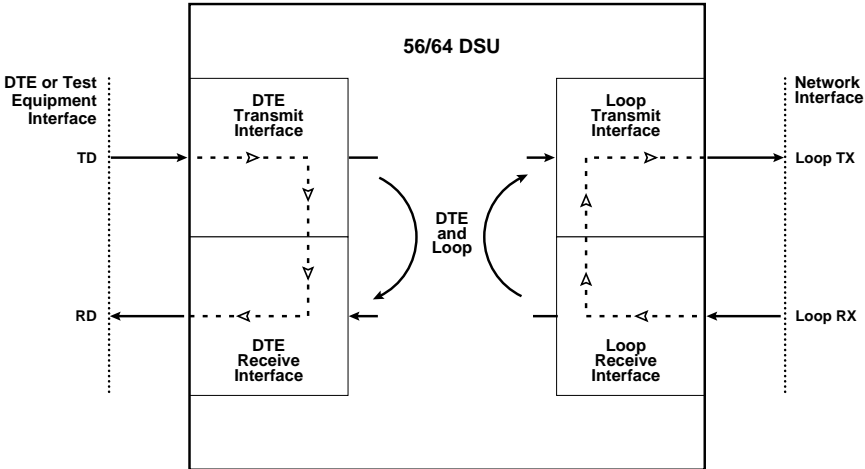 56/64 DSU
DTE or Test
Equipment
Interface
DTE
Transmit
Interface
Loop
Transmit
Interface
Network
Interface
TD
Loop TX
DTE
and
Loop
RD
Loop RX
DTE
Receive
Interface
Loop
Receive
Interface